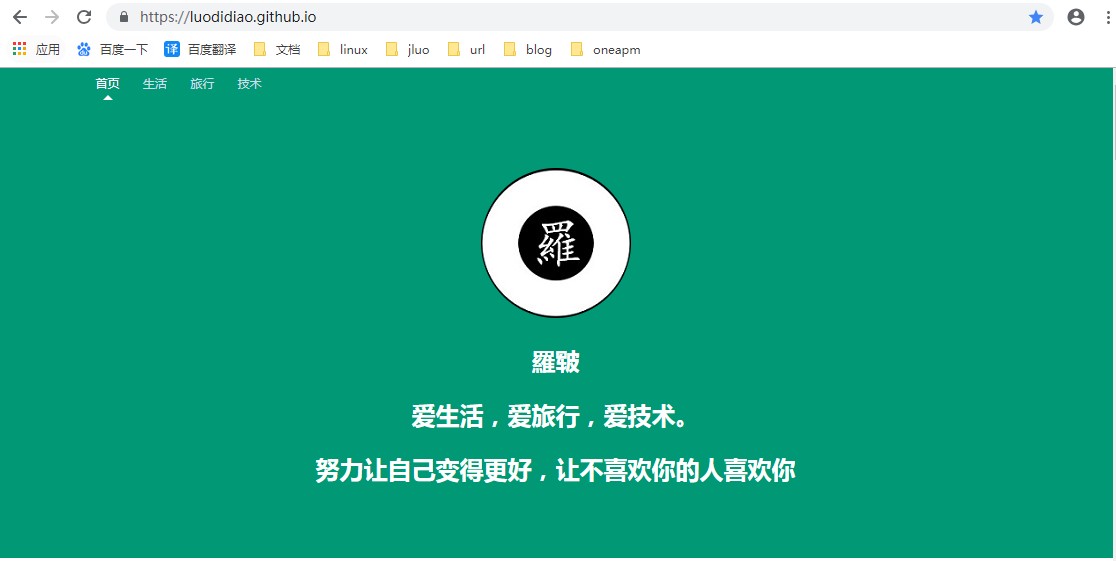 https://luodidiao.github.io
应用 百度一下 译 百度翻译 文档 linux jluo url blog oneapm
首页 生活 旅行 技术
羅
羅皸
爱生活，爱旅行，爱技术。
努力让自己变得更好，让不喜欢你的人喜欢你